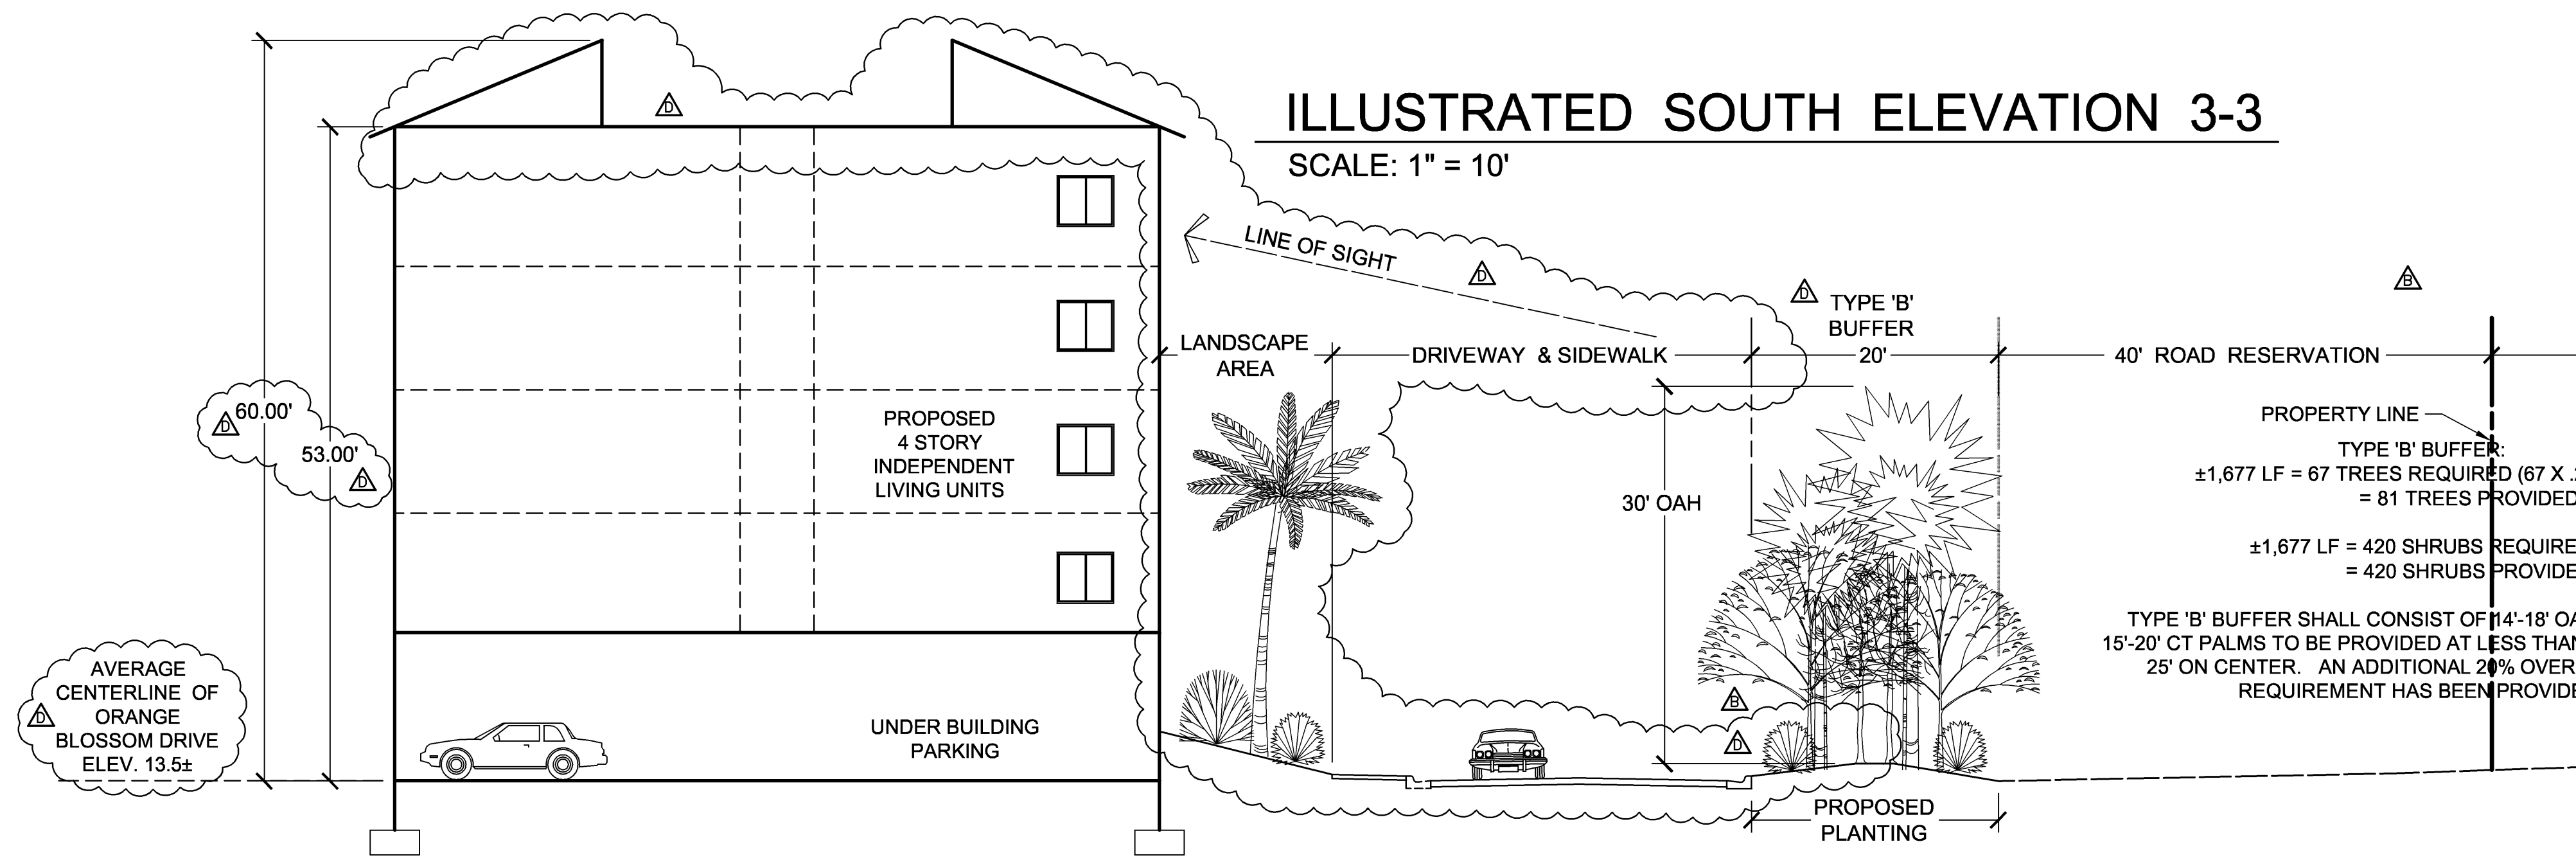 ILLUSTRATED SOUTH ELEVATION 3-3
SCALE: 1" = 10'
D
LINE OF SIGHT
D
D
TYPE 'B'
BUFFER
20'
B
LANDSCAPE
AREA
DRIVEWAY & SIDEWALK
40' ROAD RESERVATION
PROPERTY LINE
60.00'
D
53.00'
D
PROPOSED
4 STORY
INDEPENDENT
LIVING UNITS
30' OAH
TYPE 'B' BUFFER:
±1,677 LF = 67 TREES REQUIRED (67 X
= 81 TREES PROVIDED
±1,677 LF = 420 SHRUBS REQUIRE
= 420 SHRUBS PROVIDE
TYPE 'B' BUFFER SHALL CONSIST OF 14'-18' OA
15'-20' CT PALMS TO BE PROVIDED AT LESS THAN
25' ON CENTER. AN ADDITIONAL 20% OVER
REQUIREMENT HAS BEEN PROVIDE
AVERAGE
CENTERLINE OF
ORANGE
BLOSSOM DRIVE
ELEV. 13.5±
D
UNDER BUILDING
PARKING
B
D
PROPOSED
PLANTING